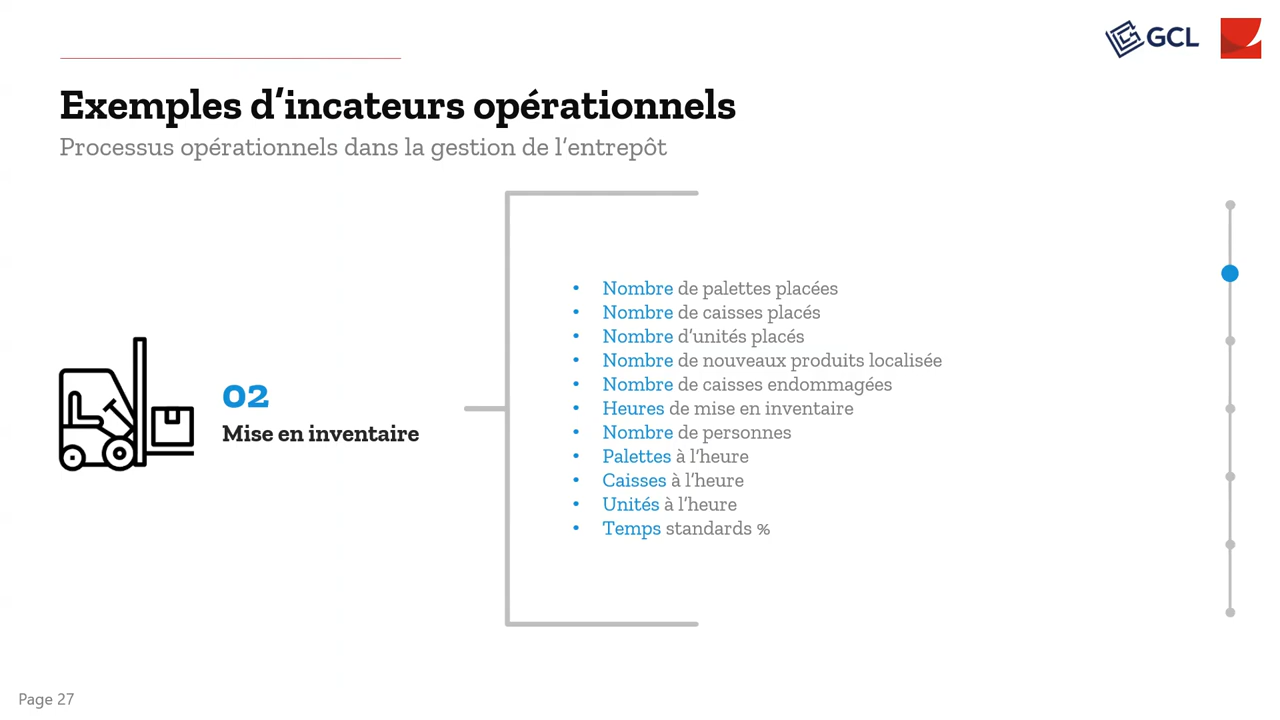 GCL
Exemples d’incateurs opérationnels
Processus opérationnels dans la gestion de l’entrepôt
02
Mise en inventaire
• Nombre de palettes placées
• Nombre de caisses placés
• Nombre d’unités placés
• Nombre de nouveaux produits localisée
• Nombre de caisses endommagées
• Heures de mise en inventaire
• Nombre de personnes
• Palettes à l’heure
• Caisses à l’heure
• Unités à l’heure
• Temps standards %
Page 27